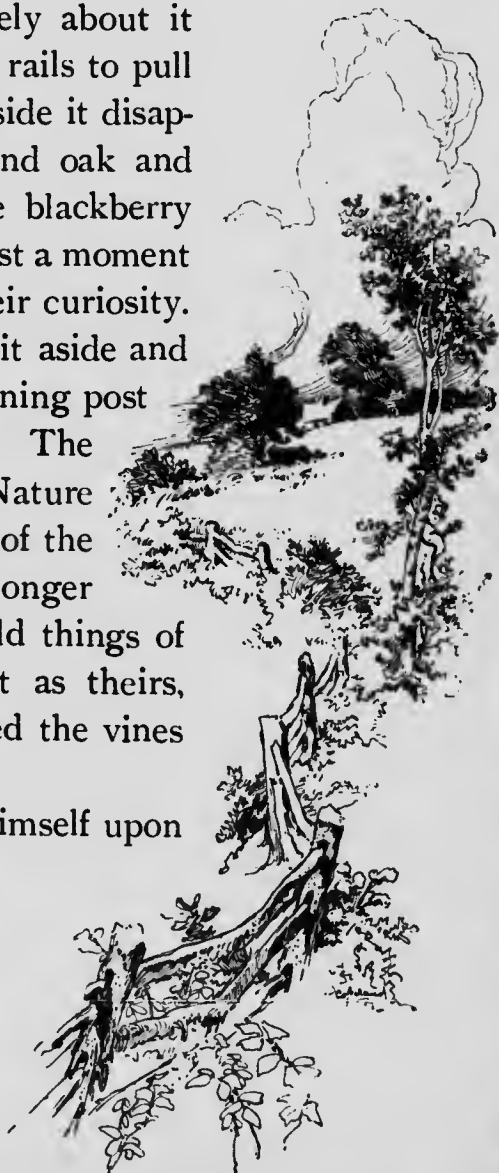 ely about it
rails to pull
side it disap-
nd oak and
e blackberry
st a moment
eir curiosity.
it aside and
ning post
The
Nature
of the
onger
ld things of
t as theirs,
ed the vines
imself upon